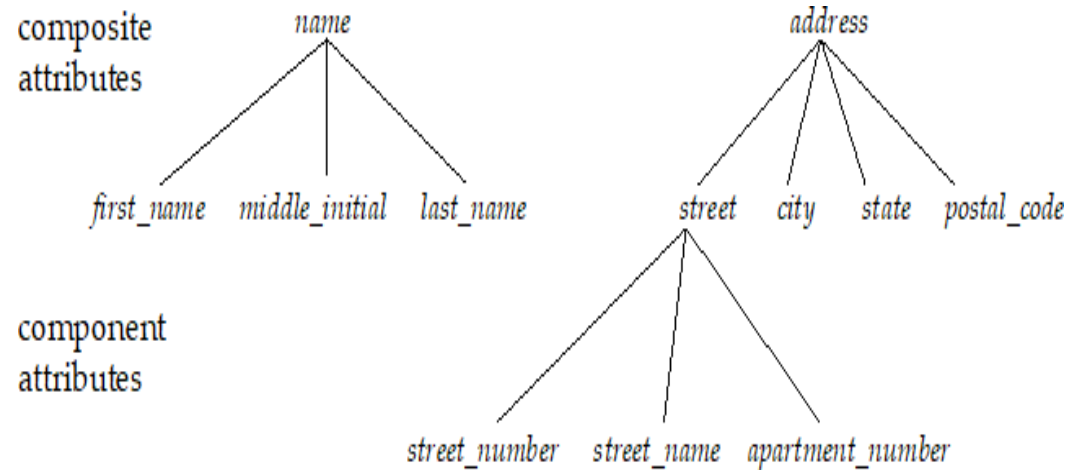 composite
attributes
name
address
first_name middle_initial last_name
street city state postal_code
component
attributes
street_number street_name apartment_number